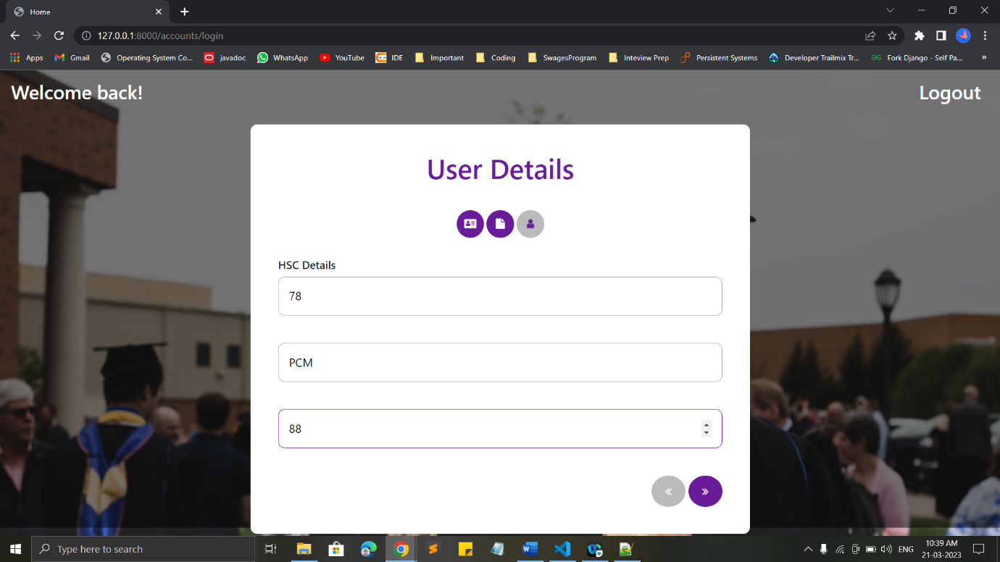 Home
127.0.0.1:8000/accounts/login
Apps Gmail Operating System Co... javadoc WhatsApp YouTube IDE Important Coding SwagesProgram Inteview Prep Persistent Systems Developer Trailmix Tr... Fork Django - Self Pa... »
Welcome back! Logout
User Details
HSC Details
78
PCM
88
Type here to search
ENG 10:39 AM
21-03-2023